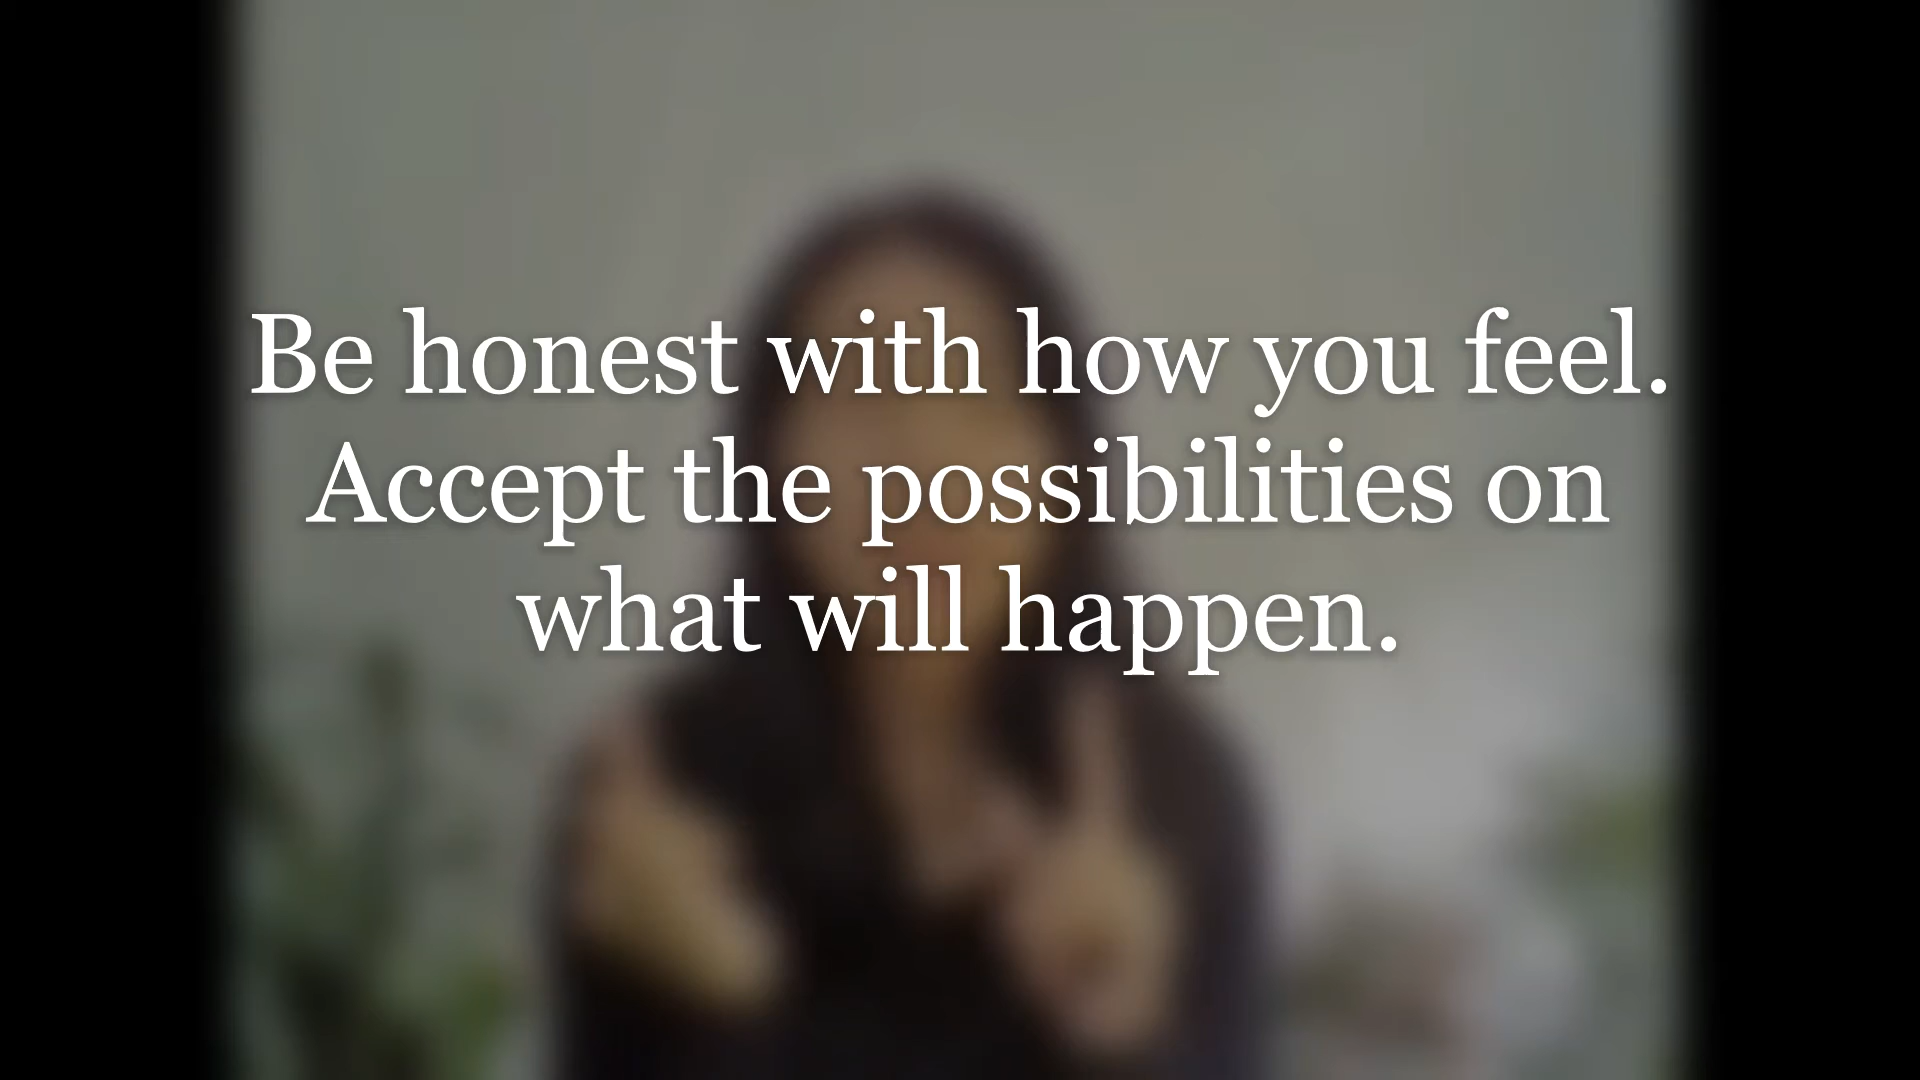 Be honest with how you feel.
Accept the possibilities on
what will happen.